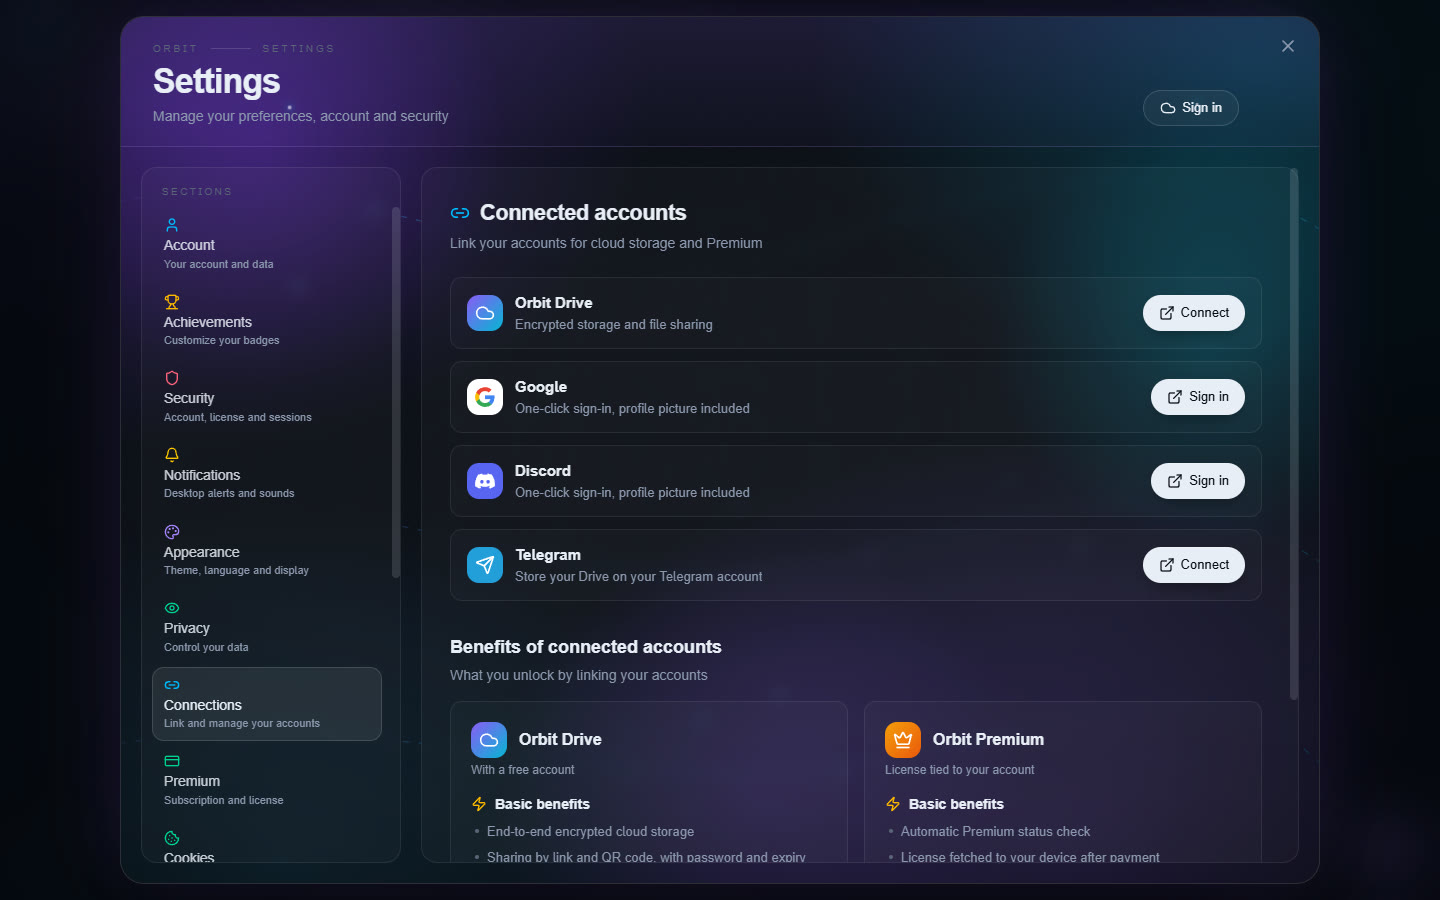 ORBIT SETTINGS
Settings
Manage your preferences, account and security
Sign in
SECTIONS
Account
Your account and data
Achievements
Customize your badges
Security
Account, license and sessions
Notifications
Desktop alerts and sounds
Appearance
Theme, language and display
Privacy
Control your data
Connections
Link and manage your accounts
Premium
Subscription and license
Cookies
Connected accounts
Link your accounts for cloud storage and Premium
Orbit Drive
Encrypted storage and file sharing
Connect
Google
One-click sign-in, profile picture included
Sign in
Discord
One-click sign-in, profile picture included
Sign in
Telegram
Store your Drive on your Telegram account
Connect
Benefits of connected accounts
What you unlock by linking your accounts
Orbit Drive
With a free account
Basic benefits
End-to-end encrypted cloud storage
Sharing by link and QR code, with password and expiry
Orbit Premium
License tied to your account
Basic benefits
Automatic Premium status check
License fetched to your device after payment